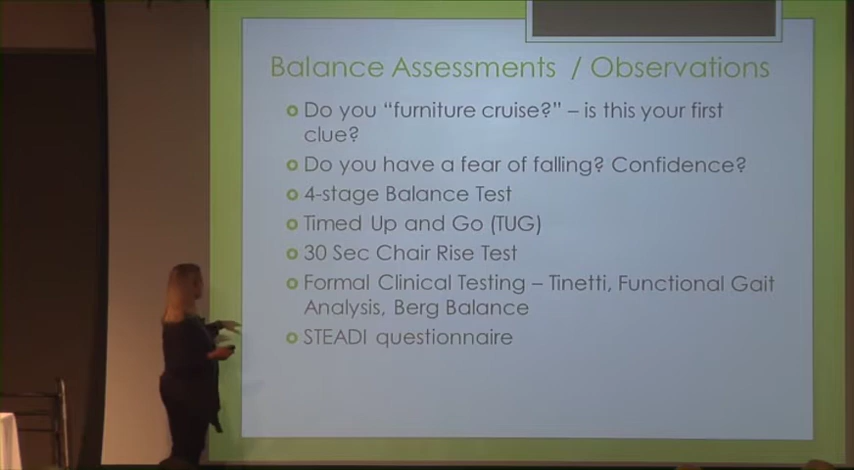 Balance Assessments / Observations
Do you "furniture cruise?" – is this your first
clue?
Do you have a fear of falling? Confidence?
4-stage Balance Test
Timed Up and Go (TUG)
30 Sec Chair Rise Test
Formal Clinical Testing – Tinetti, Functional Gait
Analysis, Berg Balance
STEADI questionnaire